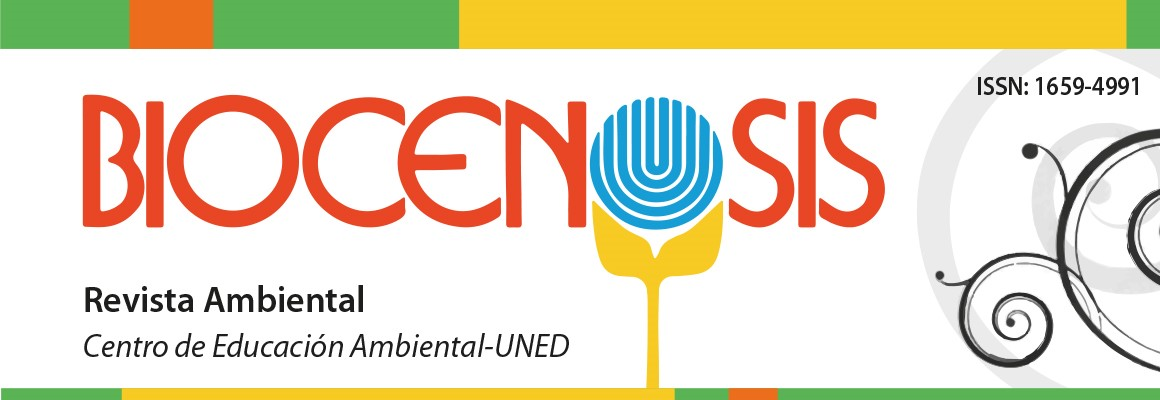 ISSN: 1659-4991
BIOCENOSIS
Revista Ambiental
Centro de Educación Ambiental-UNED